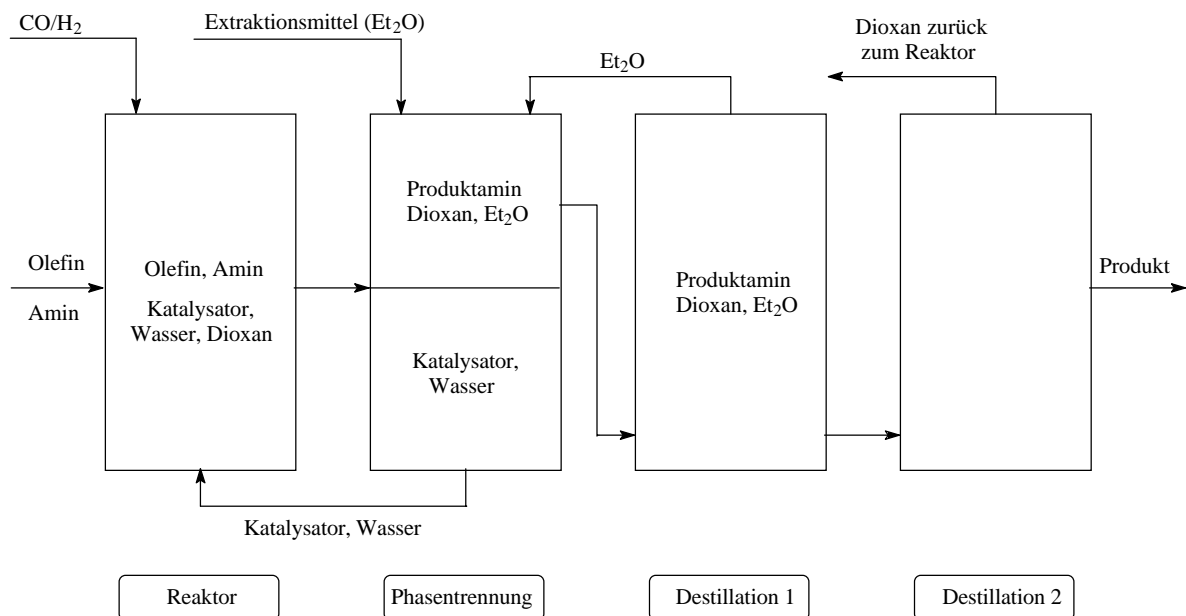 CO/H2
Extraktionsmittel (Et2O)
Et2O
Dioxan zurück
zum Reaktor
Olefin
Amin
Olefin, Amin
Katalysator,
Wasser, Dioxan
Produktamin
Dioxan, Et2O
Katalysator,
Wasser
Produktamin
Dioxan, Et2O
Produkt
Katalysator, Wasser
Reaktor
Phasentrennung
Destillation 1
Destillation 2